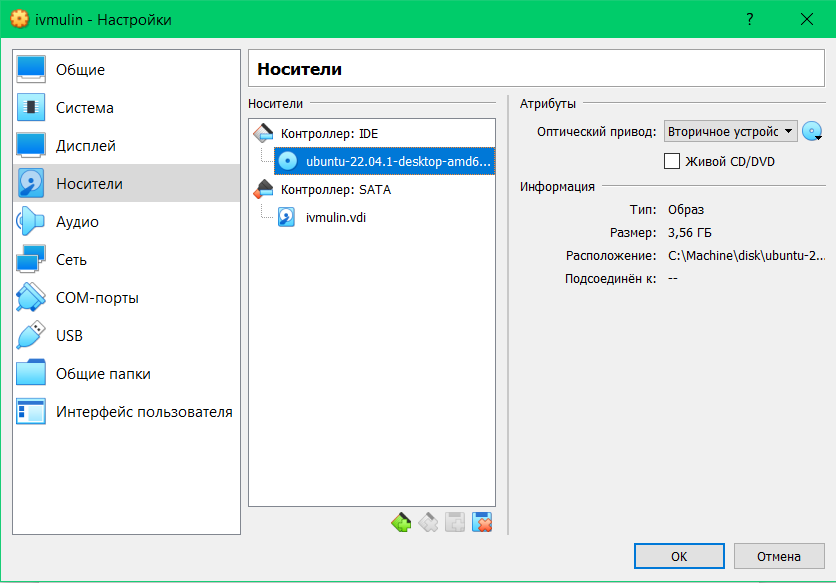 ivmulin - Настройки
?
Общие
Система
Дисплей
Носители
Аудио
Сеть
COM-порты
USB
Общие папки
Интерфейс пользователя
Носители
Носители
Контроллер: IDE
ubuntu-22.04.1-desktop-amd6...
Контроллер: SATA
ivmulin.vdi
Атрибуты
Оптический привод: Вторичное устройс
Живой CD/DVD
Информация
Тип: Образ
Размер: 3,56 ГБ
Расположение: C:\Machine\disk\ubuntu-2...
Подсоединён к: --
OK
Отмена